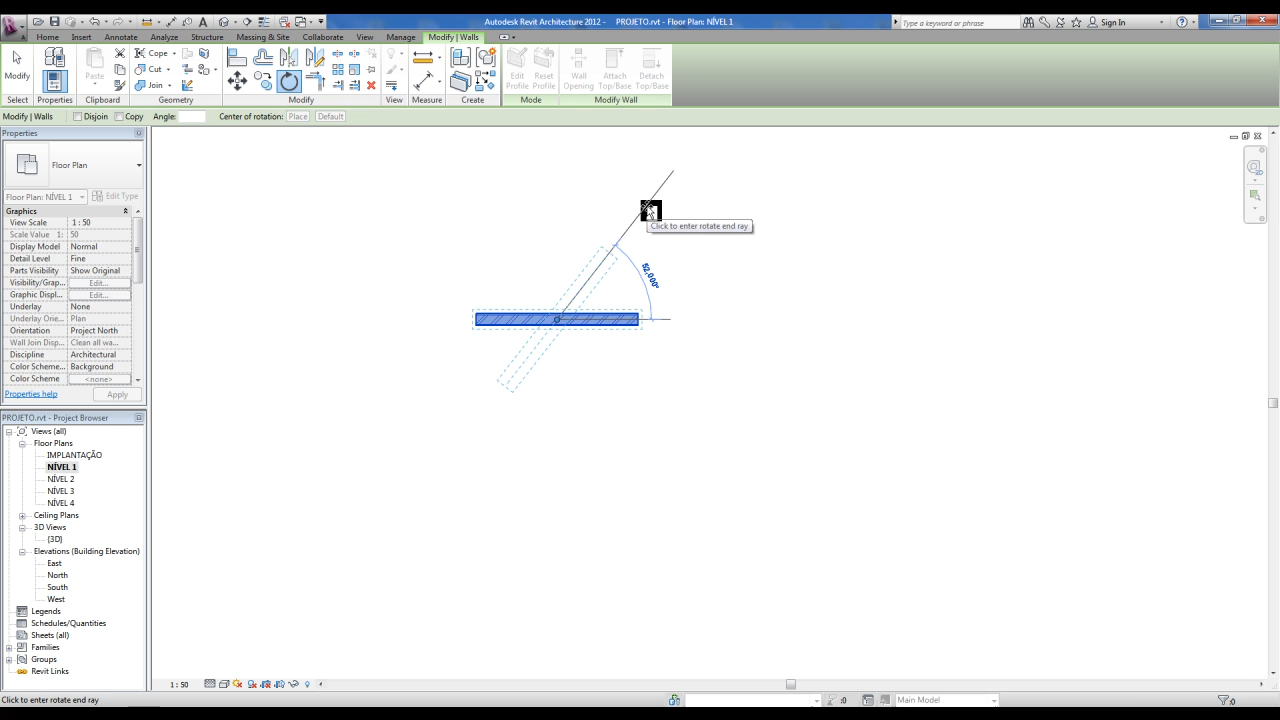 Autodesk Revit Architecture 2012 - PROJETO.rvt - Floor Plan: NÍVEL 1
Type a keyword or phrase
Sign In
Home Insert Annotate Analyze Structure Massing & Site Collaborate View Manage Modify | Walls
Modify
Paste
Cope
Cut
Join
Edit Profile
Reset Profile
Wall Opening
Attach Top/Base
Detach Top/Base
Select Properties Clipboard Geometry Modify View Measure Create Mode Modify Wall
Modify | Walls Disjoin Copy Angle: Center of rotation: Place Default
Properties
Floor Plan
Floor Plan: NÍVEL 1 Edit Type
Graphics
View Scale 1 : 50
Scale Value 1: 50
Display Model Normal
Detail Level Fine
Parts Visibility Show Original
Visibility/Grap... Edit...
Graphic Displ... Edit...
Underlay None
Underlay Orie... Plan
Orientation Project North
Wall Join Disp... Clean all wa...
Discipline Architectural
Color Scheme... Background
Color Scheme <none>
Properties help Apply
PROJETO.rvt - Project Browser
Views (all)
Floor Plans
IMPLANTAÇÃO
NÍVEL 1
NÍVEL 2
NÍVEL 3
NÍVEL 4
Ceiling Plans
3D Views
{3D}
Elevations (Building Elevation)
East
North
South
West
Legends
Schedules/Quantities
Sheets (all)
Families
Groups
Revit Links
Click to enter rotate end ray
52,000°
1 : 50
Click to enter rotate end ray
:0
Main Model
:0